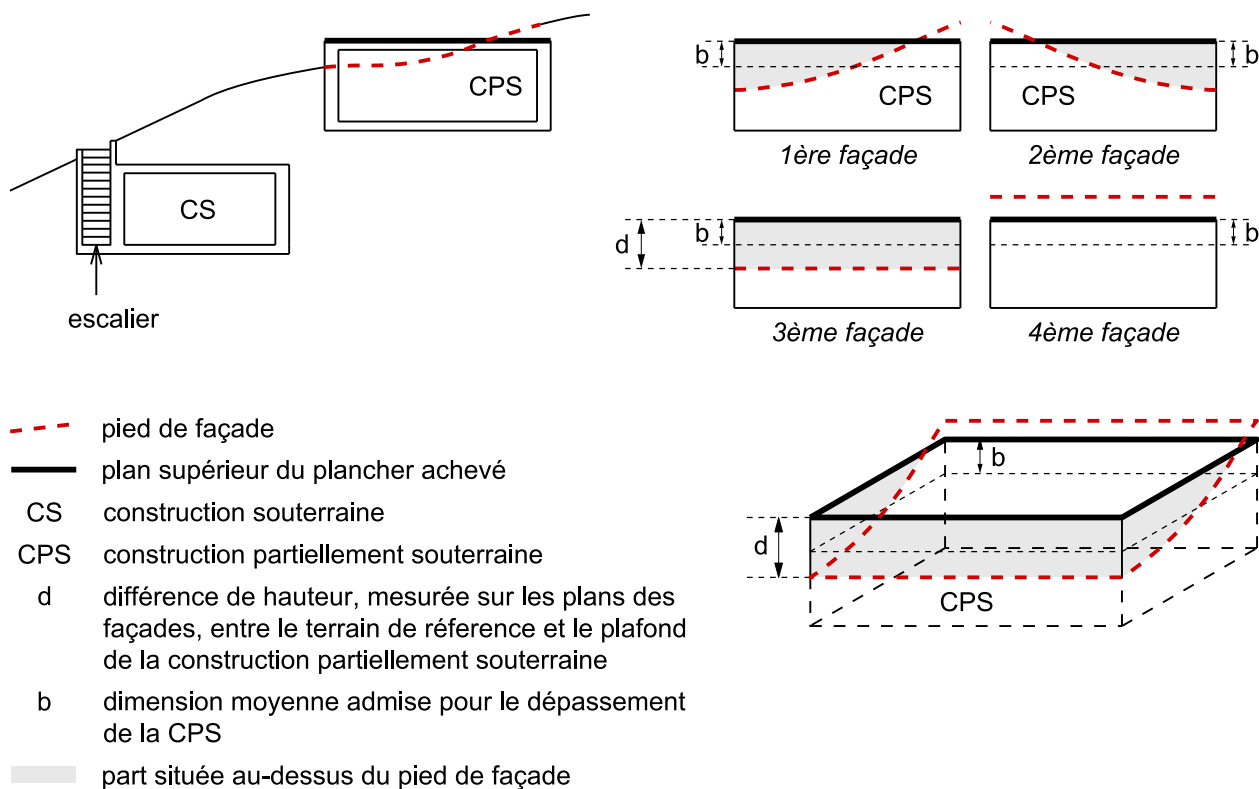 CPS
CS
escalier
b
CPS
1ère façade
CPS
b
2ème façade
d
b
3ème façade
b
4ème façade
pied de façade
plan supérieur du plancher achevé
CS construction souterraine
CPS construction partiellement souterraine
d différence de hauteur, mesurée sur les plans des
façades, entre le terrain de réference et le plafond
de la construction partiellement souterraine
b dimension moyenne admise pour le dépassement
de la CPS
part située au-dessus du pied de façade
b
d
CPS